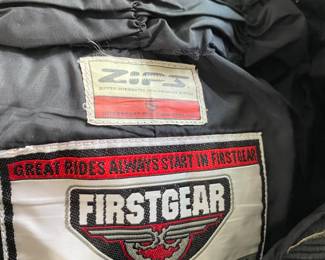 ZIPS
S
GREAT RIDES ALWAYS START IN FIRSTGEAR
FIRSTGEAR